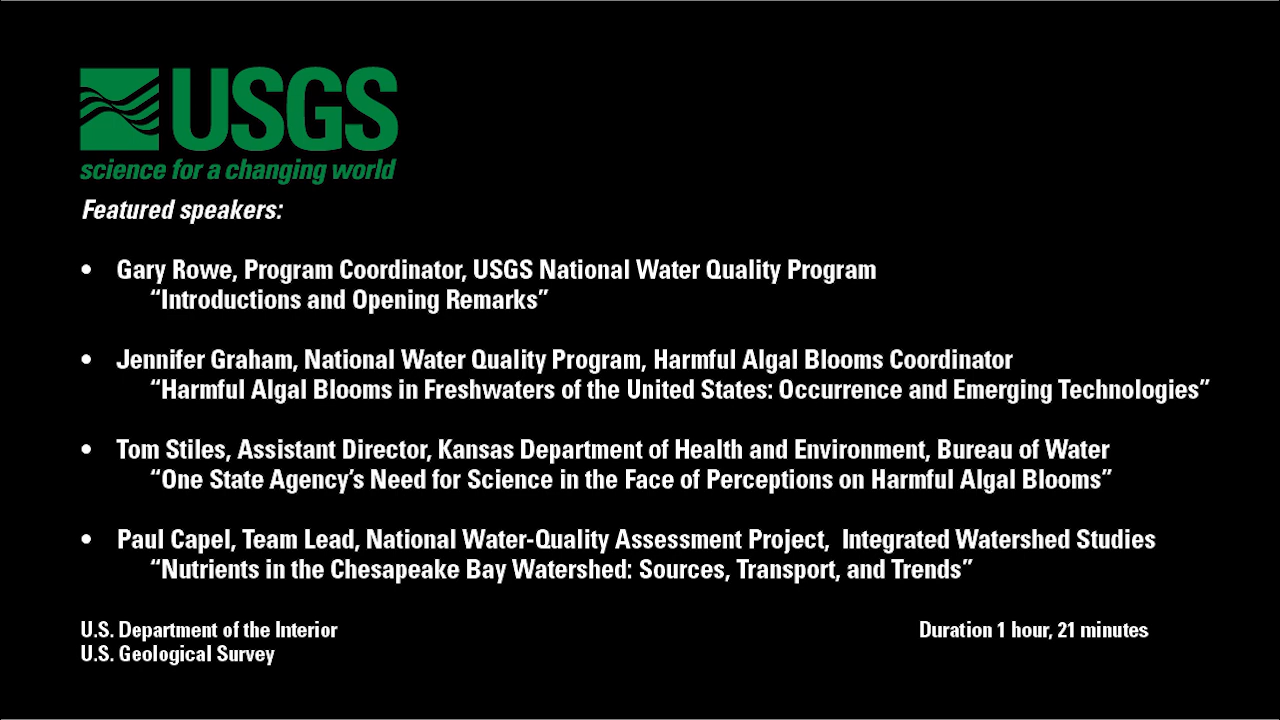 USGS
science for a changing world
Featured speakers:
• Gary Rowe, Program Coordinator, USGS National Water Quality Program
“Introductions and Opening Remarks”
• Jennifer Graham, National Water Quality Program, Harmful Algal Blooms Coordinator
“Harmful Algal Blooms in Freshwaters of the United States: Occurrence and Emerging Technologies”
• Tom Stiles, Assistant Director, Kansas Department of Health and Environment, Bureau of Water
“One State Agency’s Need for Science in the Face of Perceptions on Harmful Algal Blooms”
• Paul Capel, Team Lead, National Water-Quality Assessment Project, Integrated Watershed Studies
“Nutrients in the Chesapeake Bay Watershed: Sources, Transport, and Trends”
U.S. Department of the Interior
U.S. Geological Survey
Duration 1 hour, 21 minutes